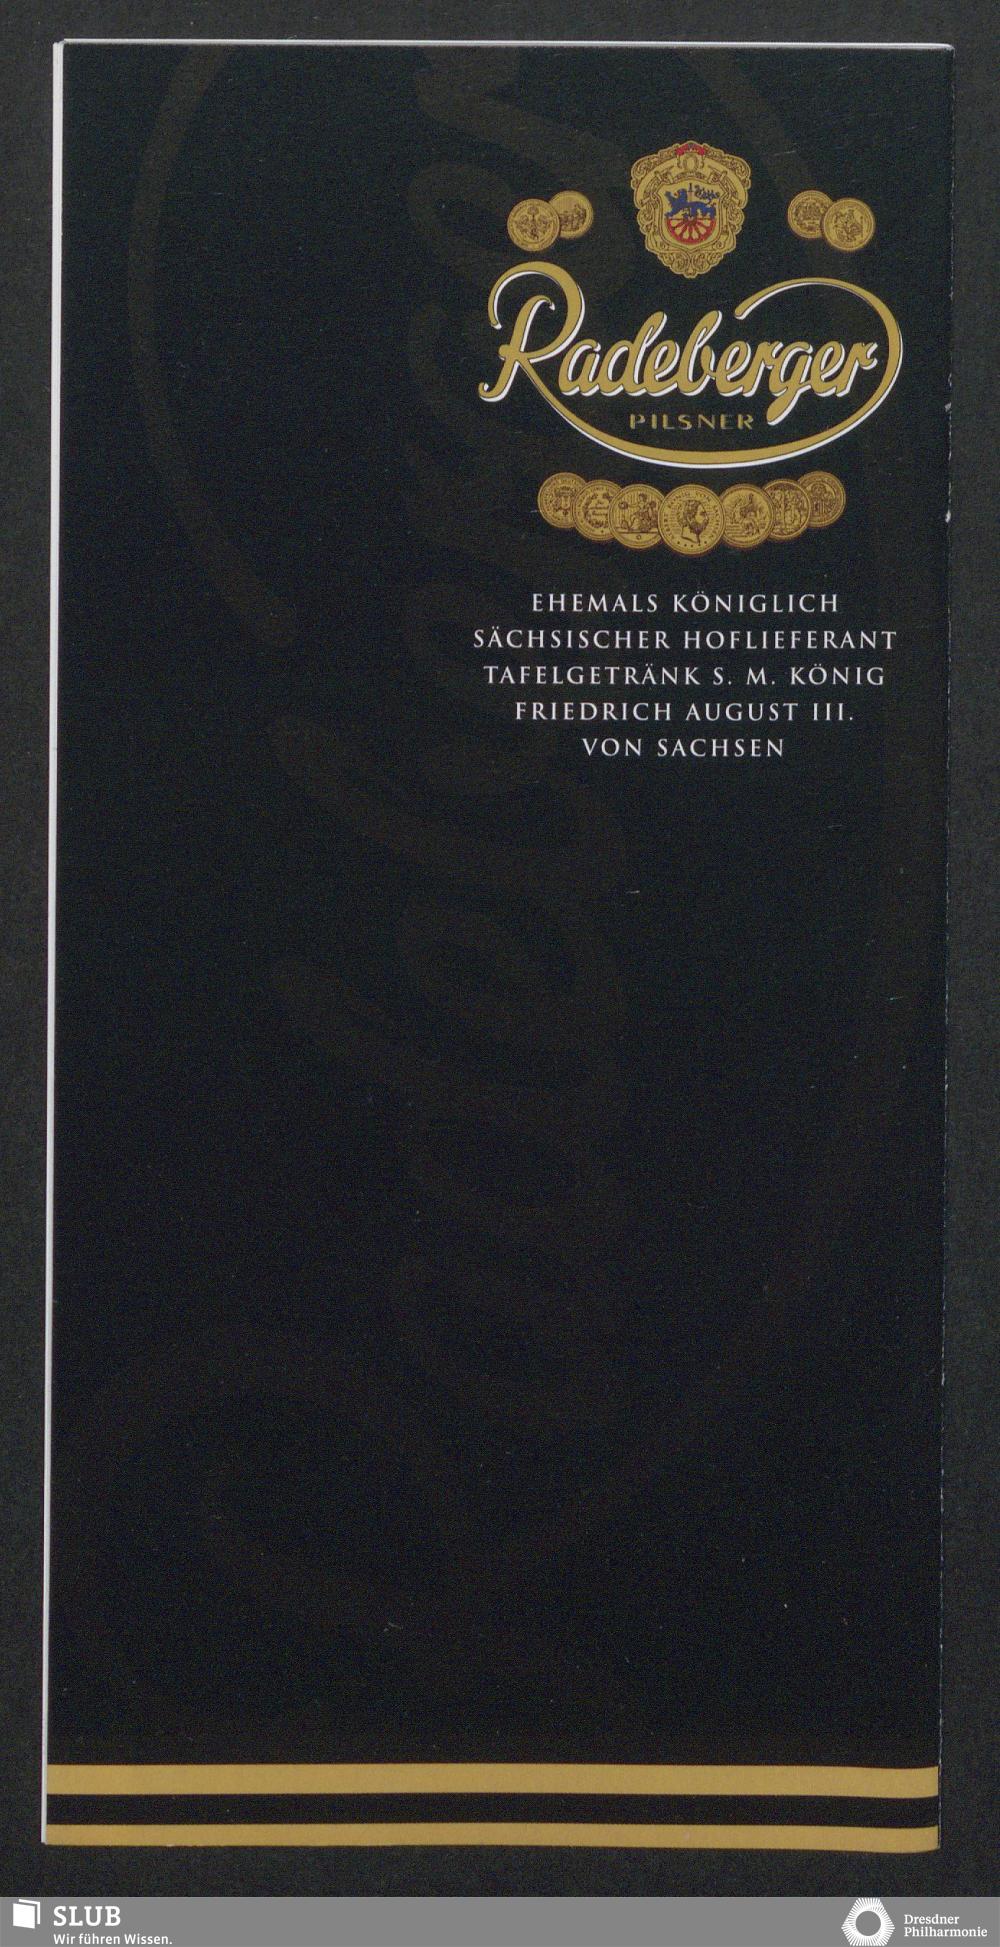 Radeberger
PILSNER
EHEMALS KÖNIGLICH
SÄCHSISCHER HOFLIEFERANT
TAFELGETRÄNK S. M. KÖNIG
FRIEDRICH AUGUST III.
VON SACHSEN
SLUB
Wir führen Wissen.
Dresdner
Philharmonie